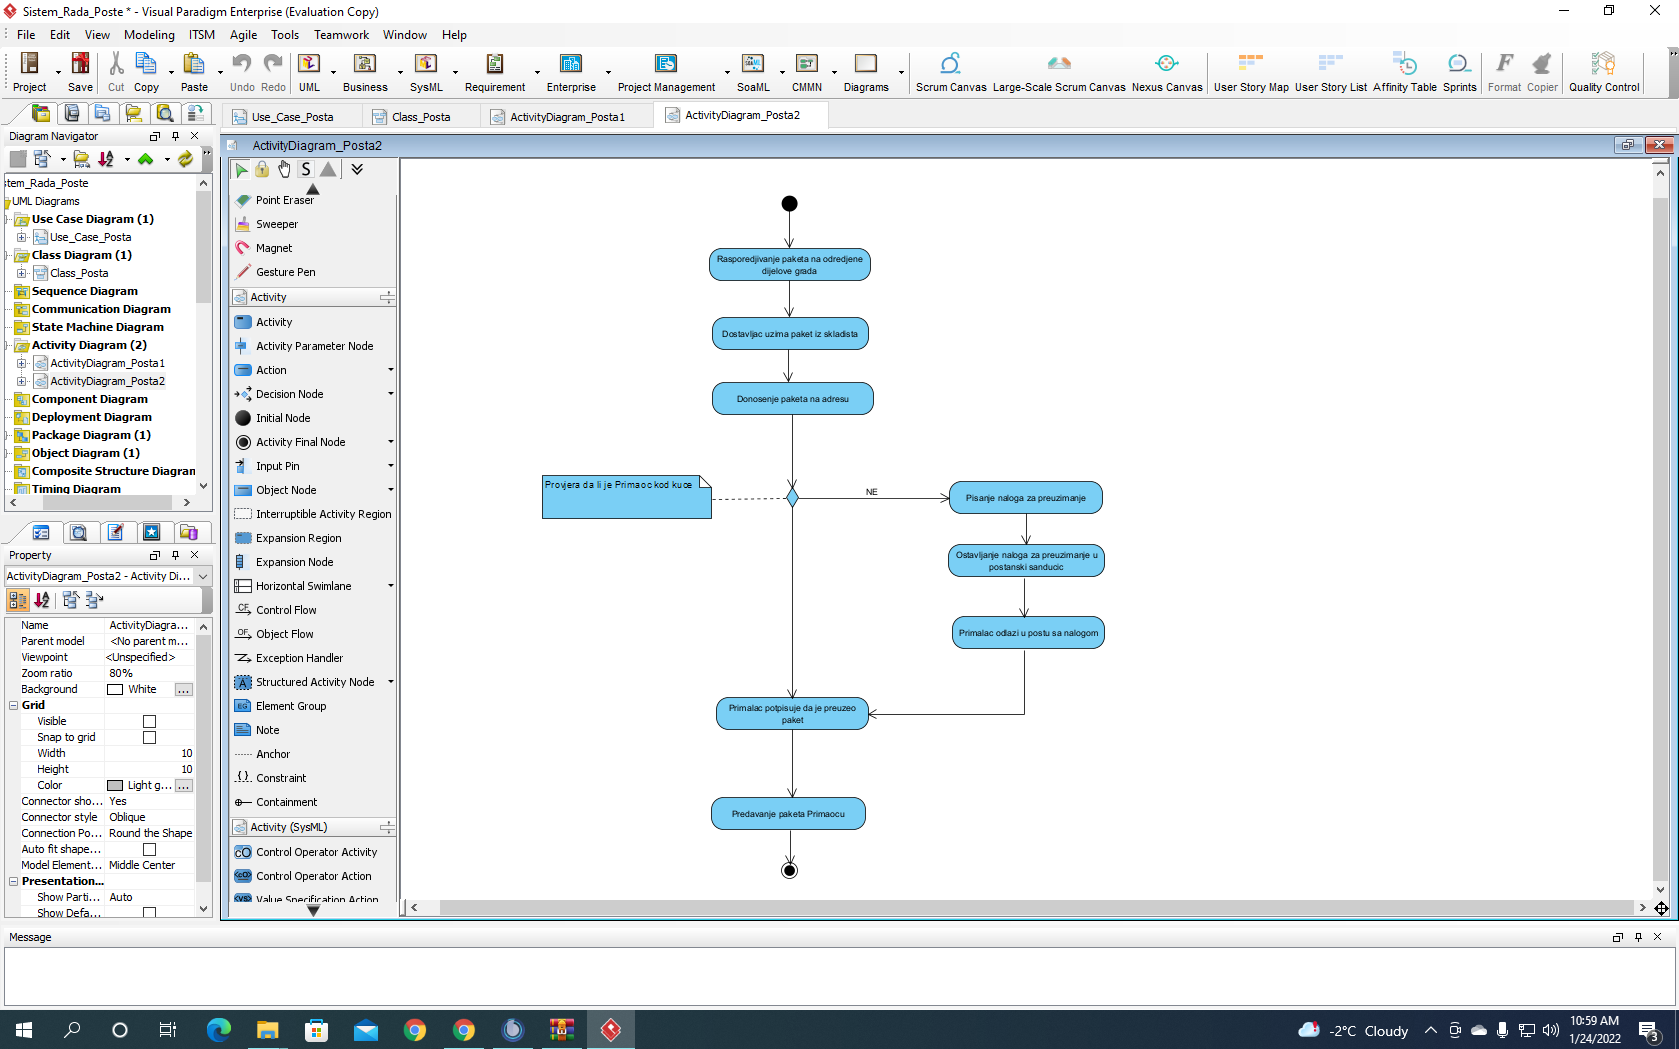 Sistem_Rada_Poste * - Visual Paradigm Enterprise (Evaluation Copy)
File Edit View Modeling ITSM Agile Tools Teamwork Window Help
Project Save Cut Copy Paste Undo Redo UML Business SysML Requirement Enterprise Project Management SoaML CMMN Diagrams Scrum Canvas Large-Scale Scrum Canvas Nexus Canvas User Story Map User Story List Affinity Table Sprints Format Copier Quality Control
Use_Case_Posta Class_Posta ActivityDiagram_Posta1 ActivityDiagram_Posta2
Diagram Navigator
stem_Rada_Poste
UML Diagrams
Use Case Diagram (1)
Use_Case_Posta
Class Diagram (1)
Class_Posta
Sequence Diagram
Communication Diagram
State Machine Diagram
Activity Diagram (2)
ActivityDiagram_Posta1
ActivityDiagram_Posta2
Component Diagram
Deployment Diagram
Package Diagram (1)
Object Diagram (1)
Composite Structure Diagran
Timing Diagram
Property
ActivityDiagram_Posta2 - Activity Di...
Name ActivityDiagra...
Parent model <No parent m...
Viewpoint <Unspecified>
Zoom ratio 80%
Background White ...
Grid
Visible
Snap to grid
Width 10
Height 10
Color Light g... ...
Connector sho... Yes
Connector style Oblique
Connection Po... Round the Shape
Auto fit shape...
Model Element... Middle Center
Presentation...
Show Parti... Auto
Show Defa...
ActivityDiagram_Posta2
S
Point Eraser
Sweeper
Magnet
Gesture Pen
Activity
Activity
Activity Parameter Node
Action
Decision Node
Initial Node
Activity Final Node
Input Pin
Object Node
Interruptible Activity Region
Expansion Region
Expansion Node
Horizontal Swimlane
Control Flow
Object Flow
Exception Handler
Structured Activity Node
Element Group
Note
Anchor
Constraint
Containment
Activity (SysML)
Control Operator Activity
Control Operator Action
Value Specification Action
Rasporedjivanje paketa na odredjene
dijelove grada
Dostavljac uzima paket iz skladista
Donosenje paketa na adresu
Provjera da li je Primaoc kod kuce
NE
Pisanje naloga za preuzimanje
Ostavljanje naloga za preuzimanje u
postanski sanducic
Primalac odlazi u postu sa nalogom
Primalac potpisuje da je preuzeo
paket
Predavanje paketa Primaocu
Message
-2°C Cloudy
10:59 AM
1/24/2022
3